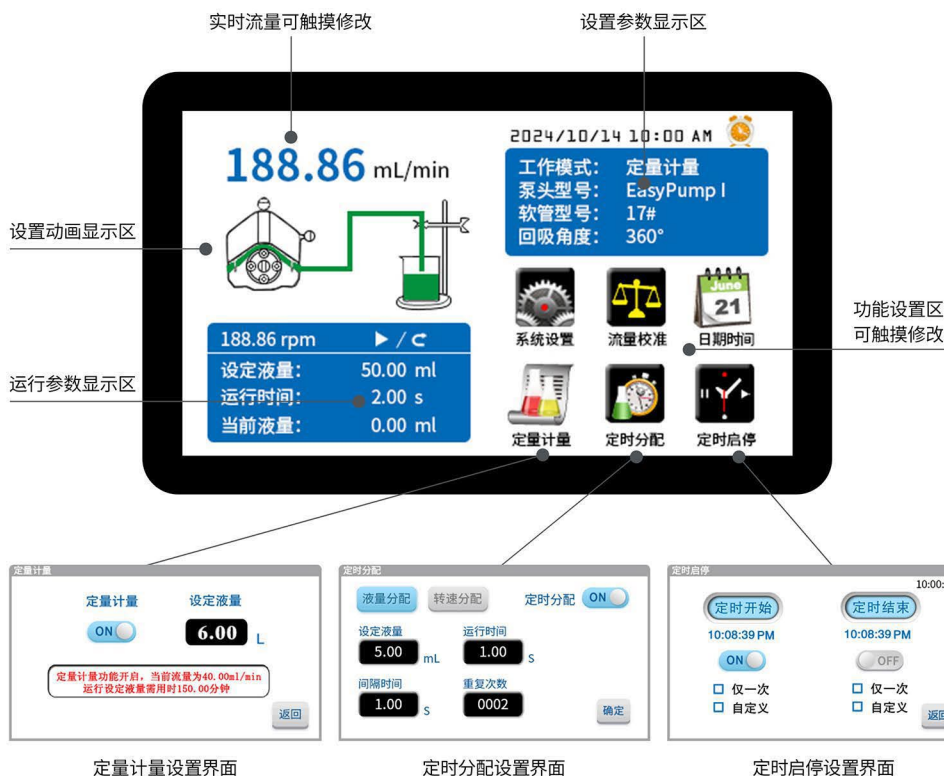 实时流量可触摸修改
设置参数显示区
188.86 mL/min
2024/10/14 10:00 AM
工作模式： 定量计量
泵头型号： EasyPump I
软管型号： 17#
回吸角度： 360°
设置动画显示区
June
21
系统设置
流量校准
日期时间
功能设置区
可触摸修改
188.86 rpm
设定液量： 50.00 ml
运行时间： 2.00 s
当前液量： 0.00 ml
运行参数显示区
定量计量
定时分配
定时启停
定量计量
定量计量
设定液量
ON
6.00 L
定量计量功能开启，当前流量为40.00ml/min
运行设定液量需用时150.00分钟
返回
定量计量设置界面
定时分配
液量分配
转速分配
定时分配 ON
设定液量
运行时间
5.00 mL
1.00 S
间隔时间
重复次数
1.00 S
0002
确定
定时分配设置界面
定时启停
10:00:
定时开始
定时结束
10:08:39 PM
10:08:39 PM
ON
OFF
仅一次
仅一次
自定义
自定义
返回
定时启停设置界面